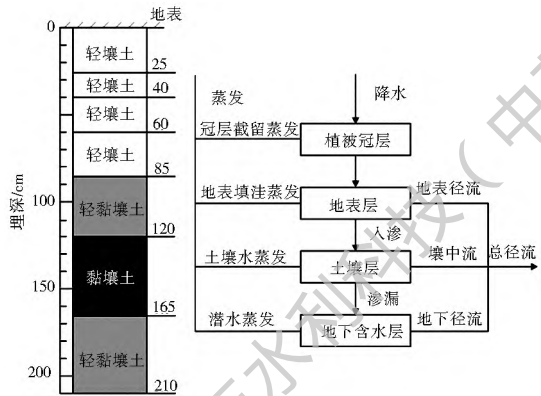 0
地表
轻壤土
25
轻壤土
40
轻壤土
60
轻壤土
85
100
轻黏壤土
120
黏壤土
150
165
轻黏壤土
200
210
埋深/cm
蒸发
降水
冠层截留蒸发
植被冠层
地表填洼蒸发
地表层
地表径流
入渗
土壤水蒸发
土壤层
壤中流
总径流
渗漏
潜水蒸发
地下含水层
地下径流
水利科技(中